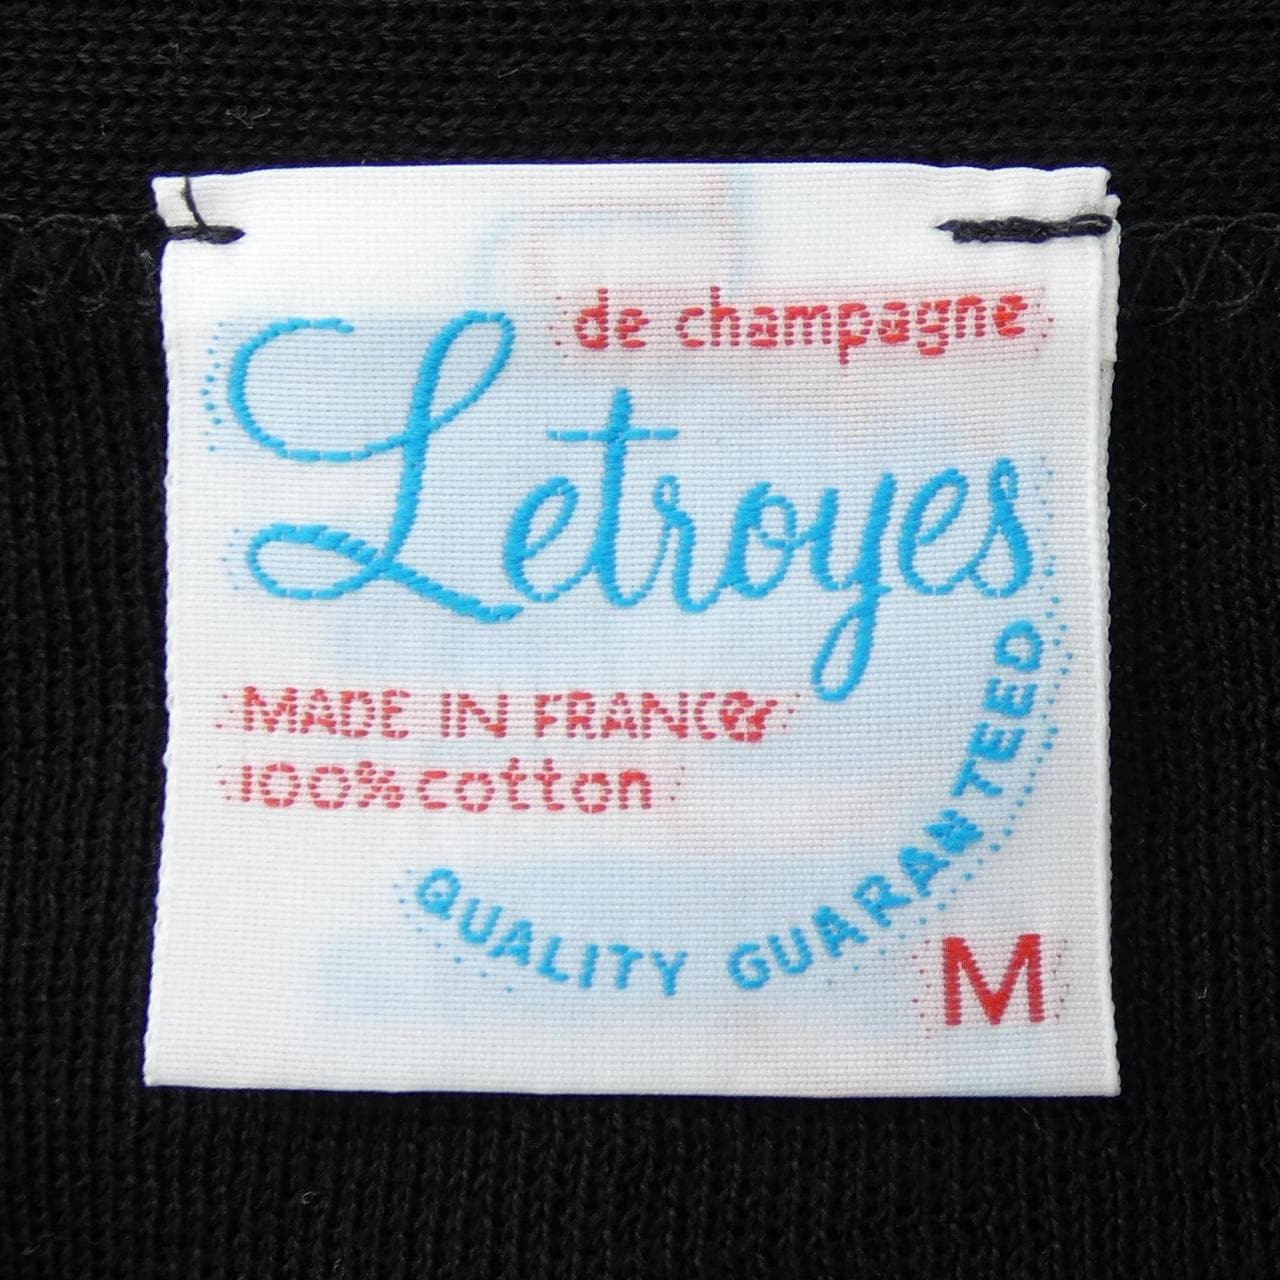 de champagne
Letroyes
MADE IN FRANCE
100% cotton
QUALITY GUARANTEED
M